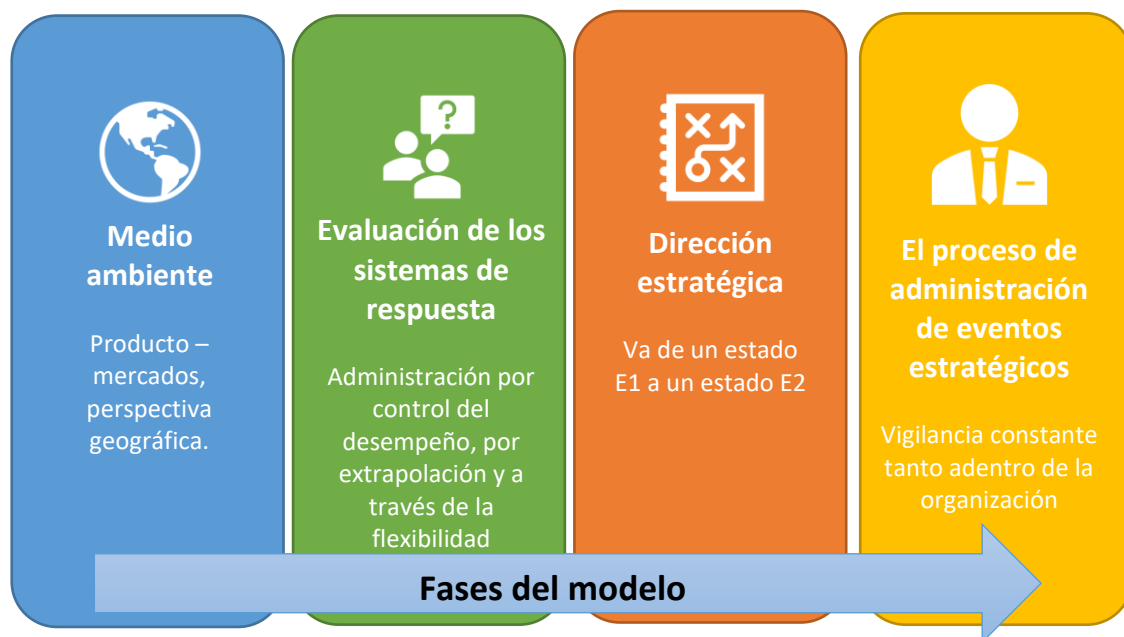 Medio
ambiente
Producto –
mercados,
perspectiva
geográfica.
?
Evaluación de los
sistemas de
respuesta
Administración por
control del
desempeño, por
extrapolación y a
través de la
flexibilidad
Dirección
estratégica
Va de un estado
E1 a un estado E2
El proceso de
administración
de eventos
estratégicos
Vigilancia constante
tanto adentro de la
organización
Fases del modelo